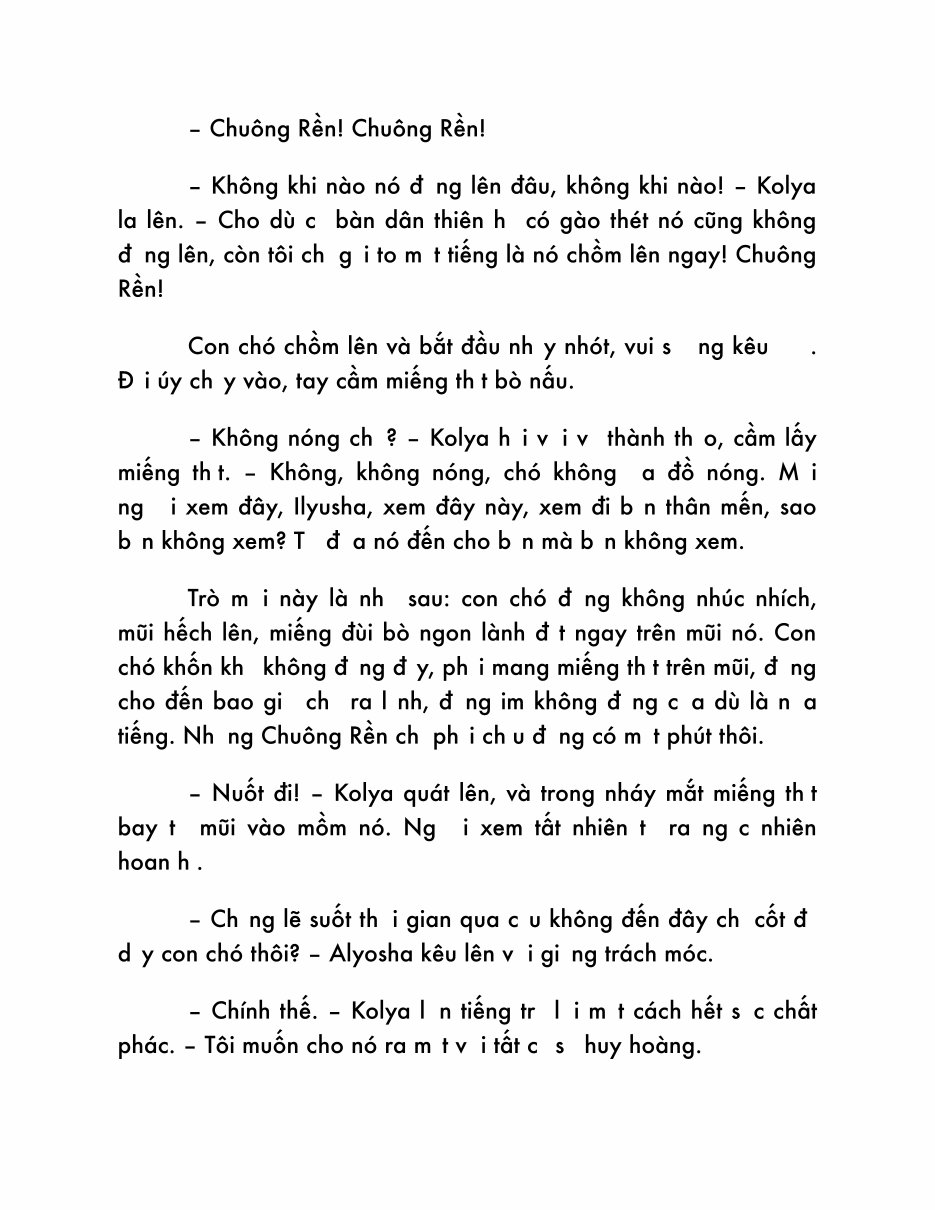 – Chuông Rền! Chuông Rền!
– Không khi nào nó đ ng lên đâu, không khi nào! – Kolya
la lên. – Cho dù c bàn dân thiên h có gào thét nó cũng không
đ ng lên, còn tôi ch g i to m t tiếng là nó chồm lên ngay! Chuông
Rền!
Con chó chồm lên và bắt đầu nh y nhót, vui s ng kêu .
Đ i úy ch y vào, tay cầm miếng th t bò nấu.
– Không nóng ch ? – Kolya h i v i v thành th o, cầm lấy
miếng th t. – Không, không nóng, chó không a đồ nóng. M i
ng i xem đây, Ilyusha, xem đây này, xem đi b n thân mến, sao
b n không xem? T đ a nó đến cho b n mà b n không xem.
Trò m i này là nh sau: con chó đ ng không nhúc nhích,
mũi hếch lên, miếng đùi bò ngon lành đ t ngay trên mũi nó. Con
chó khốn kh không đ ng đ y, ph i mang miếng th t trên mũi, đ ng
cho đến bao gi ch ra l nh, đ ng im không đ ng c a dù là n a
tiếng. Nh ng Chuông Rền ch ph i ch u đ ng có m t phút thôi.
– Nuốt đi! – Kolya quát lên, và trong nháy mắt miếng th t
bay t mũi vào mồm nó. Ng i xem tất nhiên t ra ng c nhiên
hoan h .
– Ch ng lẽ suốt th i gian qua c u không đến đây ch cốt đ
d y con chó thôi? – Alyosha kêu lên v i gi ng trách móc.
– Chính thế. – Kolya l n tiếng tr l i m t cách hết s c chất
phác. – Tôi muốn cho nó ra m t v i tất c s huy hoàng.